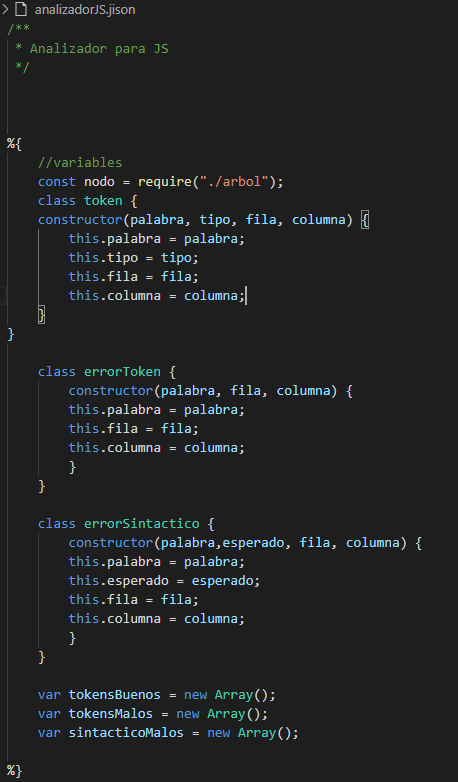 analizadorJS.jison
/**
 * Analizador para JS
 */
%{
    //variables
    const nodo = require("./arbol");
    class token {
    constructor(palabra, tipo, fila, columna) {
        this.palabra = palabra;
        this.tipo = tipo;
        this.fila = fila;
        this.columna = columna;
    }
}
    class errorToken {
        constructor(palabra, fila, columna) {
        this.palabra = palabra;
        this.fila = fila;
        this.columna = columna;
        }
    }
    class errorSintactico {
        constructor(palabra,esperado, fila, columna) {
        this.palabra = palabra;
        this.esperado = esperado;
        this.fila = fila;
        this.columna = columna;
        }
    }
    var tokensBuenos = new Array();
    var tokensMalos = new Array();
    var sintacticoMalos = new Array();
%}